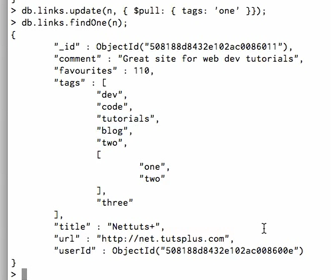 > db.links.update(n, { $pull: { tags: 'one' }});
> db.links.findOne(n);
{
"_id" : ObjectId("508188d8432e102ac0086011"),
"comment" : "Great site for web dev tutorials",
"favourites" : 110,
"tags" : [
"dev",
"code",
"tutorials",
"blog",
"two",
[
"one",
"two"
],
"three"
],
"title" : "Nettuts+",
"url" : "http://net.tutsplus.com",
"userId" : ObjectId("508188d8432e102ac008600e")
}
>